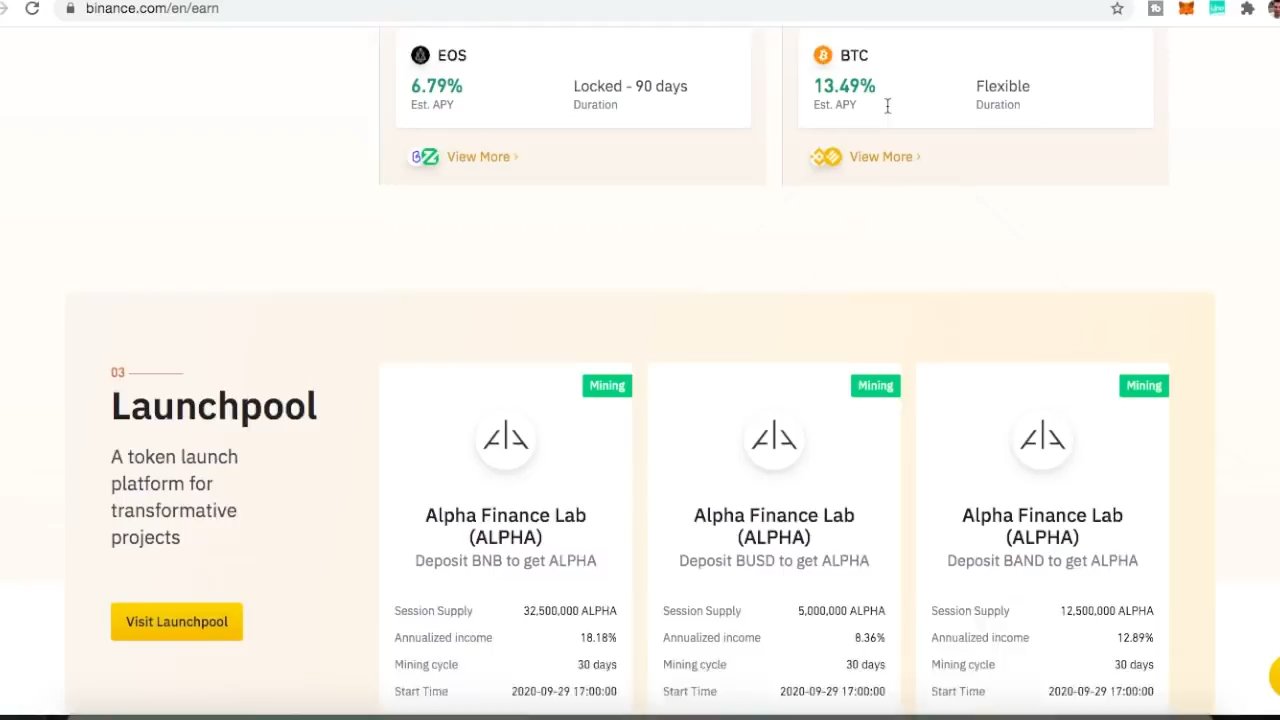 binance.com/en/earn
EOS
6.79%
Locked - 90 days
Est. APY
Duration
View More ›
BTC
13.49%
Flexible
Est. APY
Duration
View More ›
03
Launchpool
A token launch
platform for
transformative
projects
Visit Launchpool
Mining
Alpha Finance Lab
(ALPHA)
Deposit BNB to get ALPHA
Session Supply 32,500,000 ALPHA
Annualized income 18.18%
Mining cycle 30 days
Start Time 2020-09-29 17:00:00
Mining
Alpha Finance Lab
(ALPHA)
Deposit BUSD to get ALPHA
Session Supply 5,000,000 ALPHA
Annualized income 8.36%
Mining cycle 30 days
Start Time 2020-09-29 17:00:00
Mining
Alpha Finance Lab
(ALPHA)
Deposit BAND to get ALPHA
Session Supply 12,500,000 ALPHA
Annualized income 12.89%
Mining cycle 30 days
Start Time 2020-09-29 17:00:00